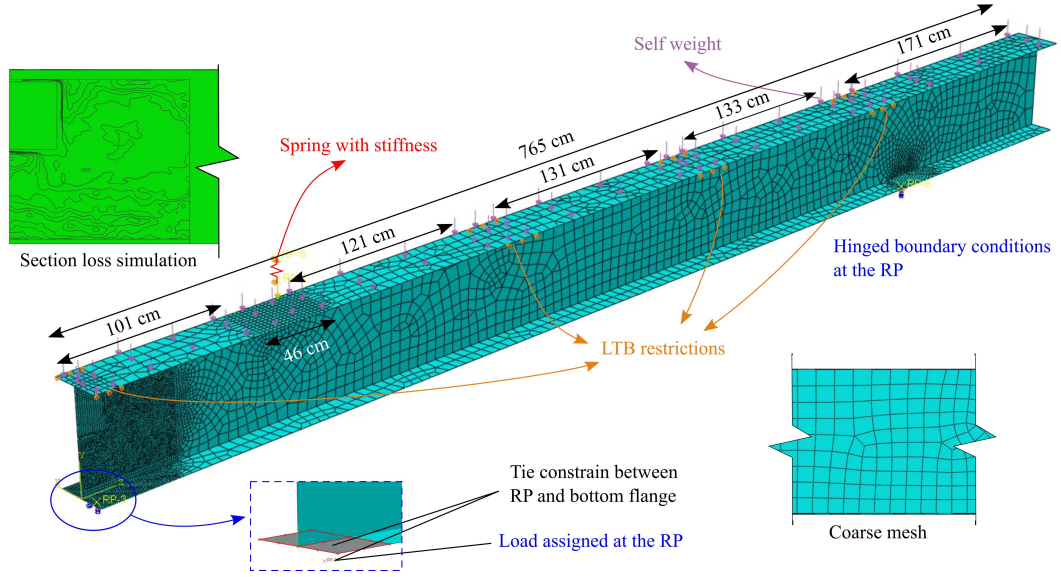 Self weight
171 cm
133 cm
Spring with stiffness
765 cm
131 cm
Section loss simulation
121 cm
Hinged boundary conditions
at the RP
101 cm
46 cm
LTB restrictions
RP-3
Tie constrain between
RP and bottom flange
Load assigned at the RP
Coarse mesh